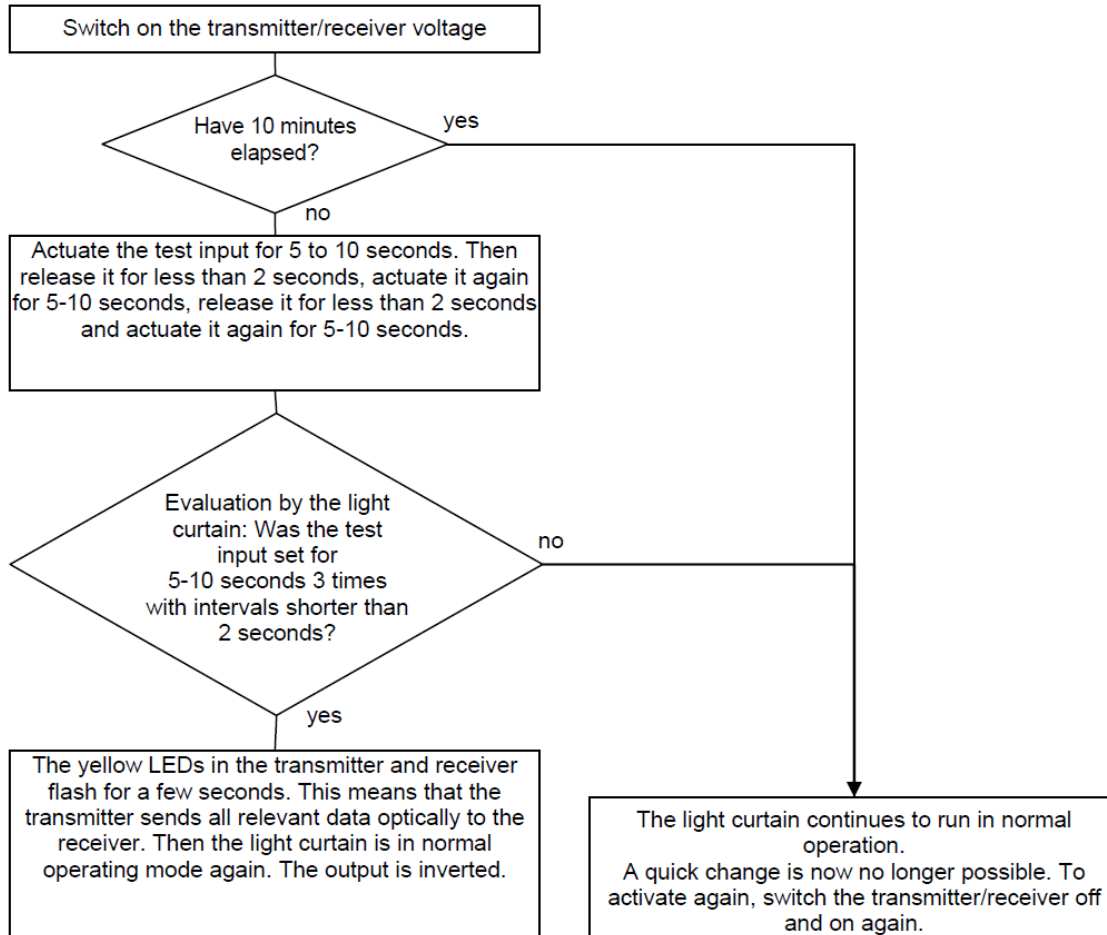 Switch on the transmitter/receiver voltage
Have 10 minutes
elapsed?
yes
no
Actuate the test input for 5 to 10 seconds. Then
release it for less than 2 seconds, actuate it again
for 5-10 seconds, release it for less than 2 seconds
and actuate it again for 5-10 seconds.
Evaluation by the light
curtain: Was the test
input set for
5-10 seconds 3 times
with intervals shorter than
2 seconds?
no
yes
The yellow LEDs in the transmitter and receiver
flash for a few seconds. This means that the
transmitter sends all relevant data optically to the
receiver. Then the light curtain is in normal
operating mode again. The output is inverted.
The light curtain continues to run in normal
operation.
A quick change is now no longer possible. To
activate again, switch the transmitter/receiver off
and on again.